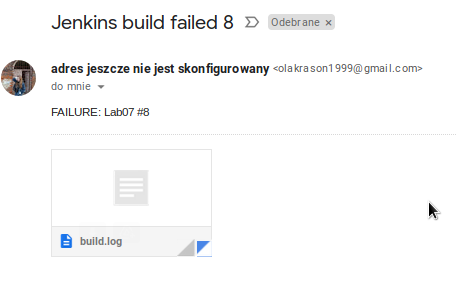 Jenkins build failed 8 Odebrane ×
adres jeszcze nie jest skonfigurowany <olakrason1999@gmail.com>
do mnie
FAILURE: Lab07 #8
build.log